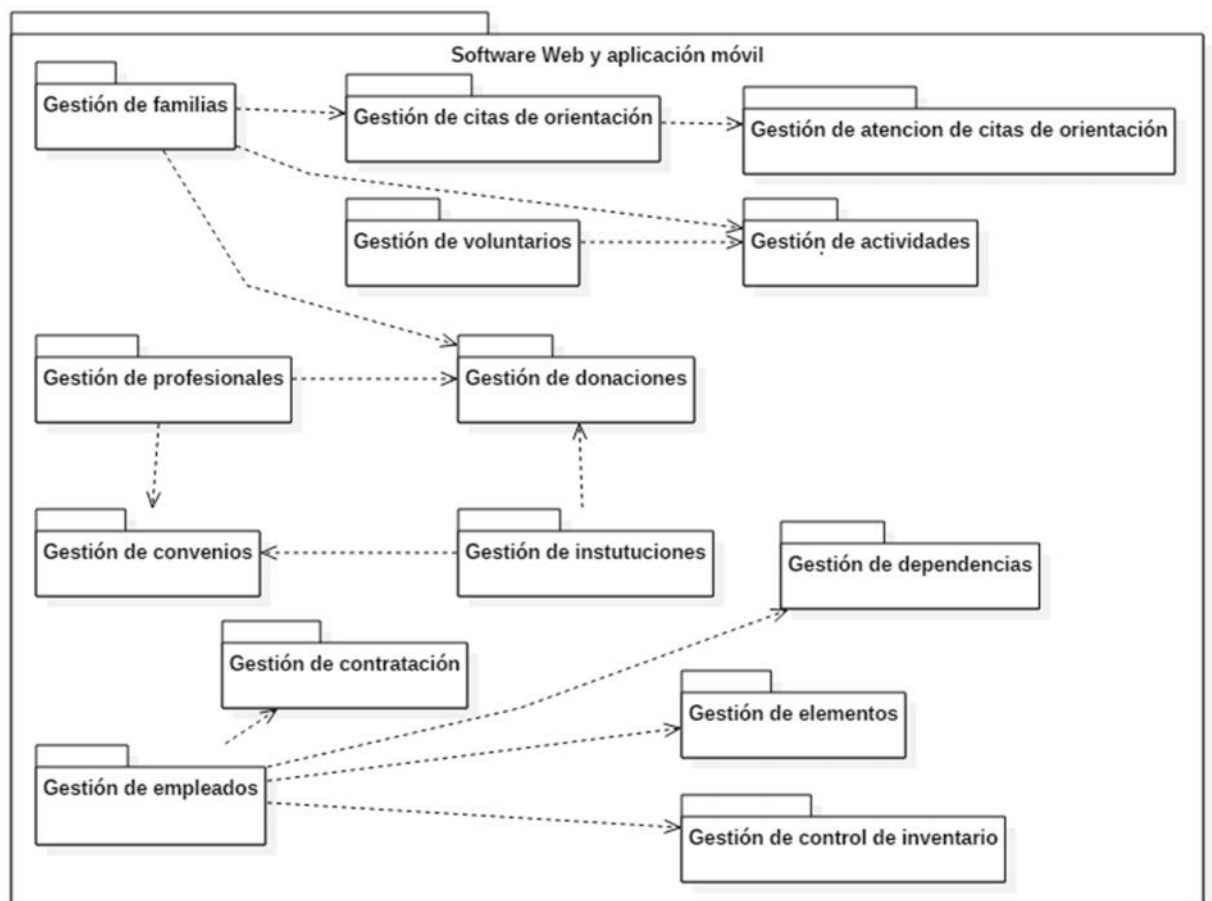 Software Web y aplicación móvil
Gestión de familias
Gestión de citas de orientación
Gestión de atencion de citas de orientación
Gestión de voluntarios
Gestión de actividades
Gestión de profesionales
Gestión de donaciones
Gestión de convenios
Gestión de instutuciones
Gestión de dependencias
Gestión de contratación
Gestión de elementos
Gestión de empleados
Gestión de control de inventario